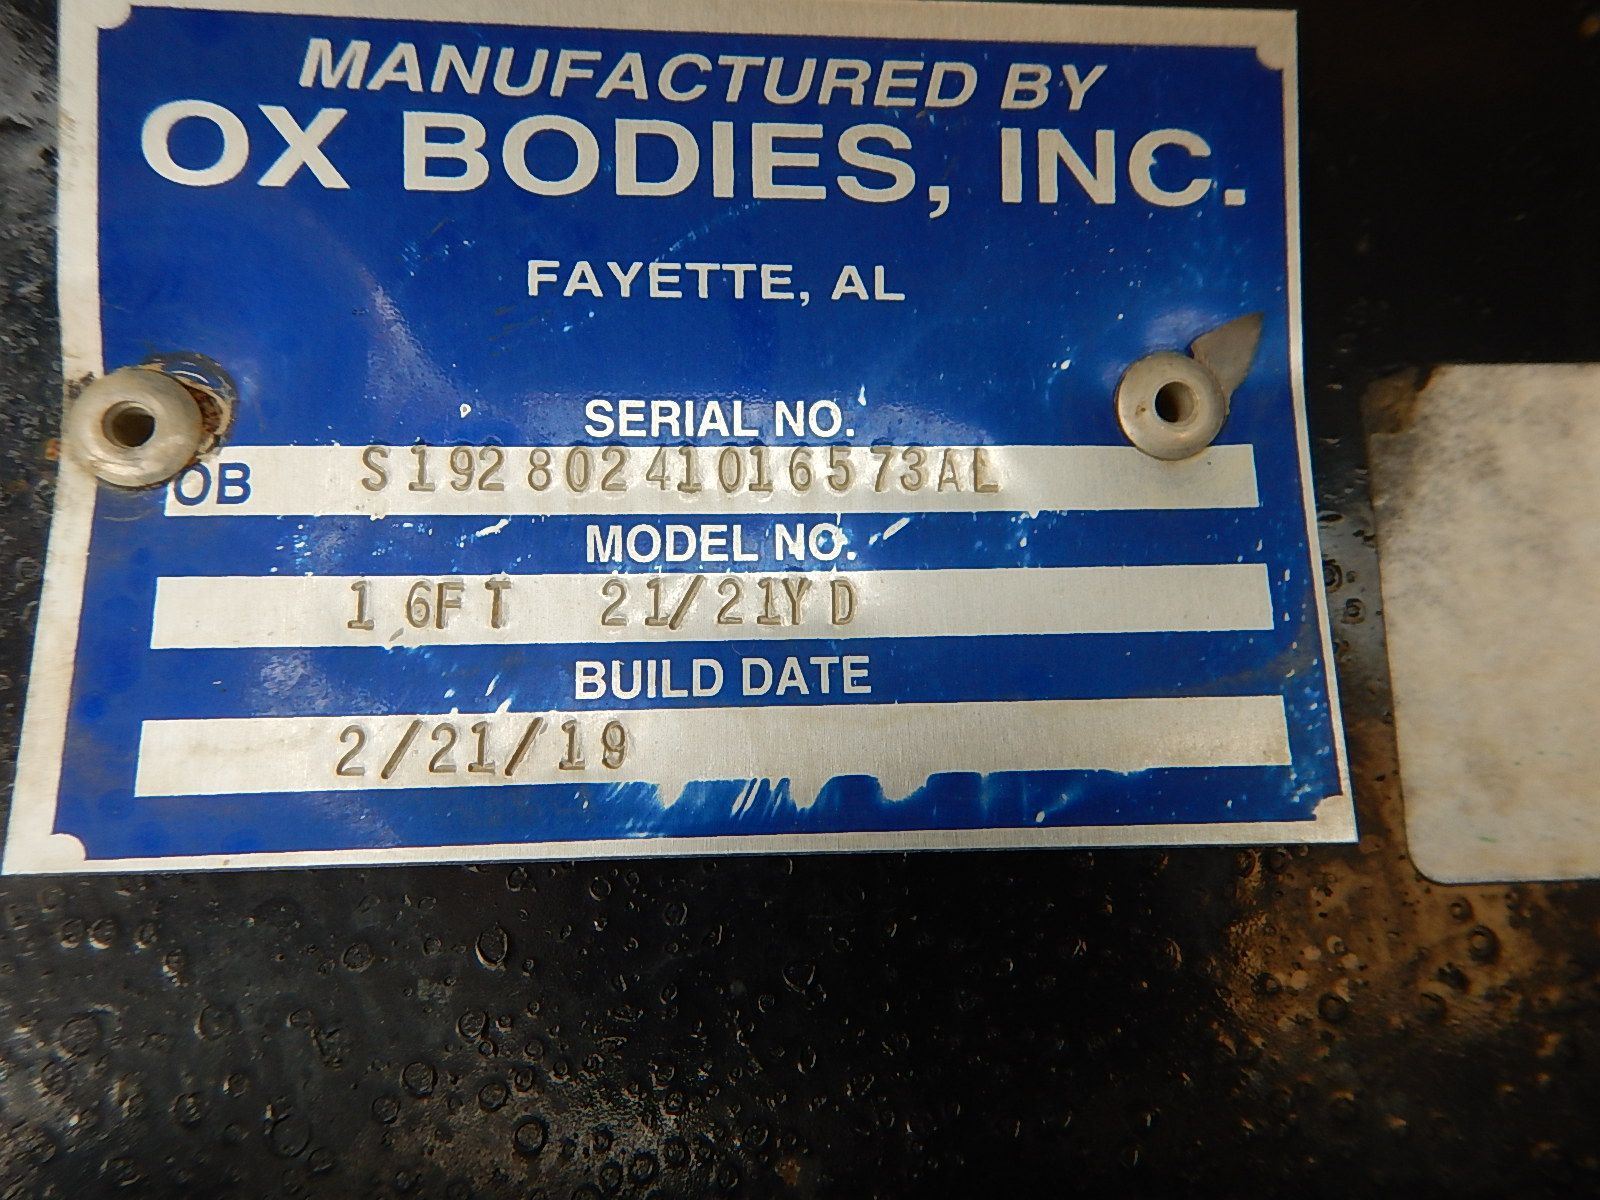 MANUFACTURED BY
OX BODIES, INC.
FAYETTE, AL
SERIAL NO.
OB S19280241016573AL
MODEL NO.
16FT 21/21YD
BUILD DATE
2/21/19